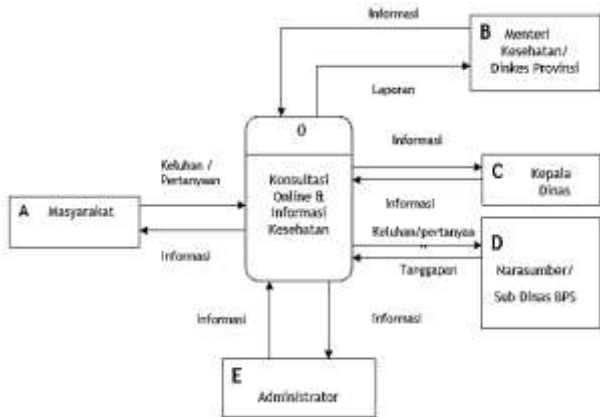 Informasi
B
Menteri
Kesehatan/
Dinkes Provinsi
Laporan
0
Konsultasi
Online &
Informasi
Kesehatan
Keluhan /
Pertanyaan
Informasi
C
Kepala
Dinas
Informasi
A Masyarakat
Informasi
Keluhan/pertanyaa
D
Narasumber/
Sub Dinas BPS
Tanggapan
Informasi
Informasi
E
Administrator